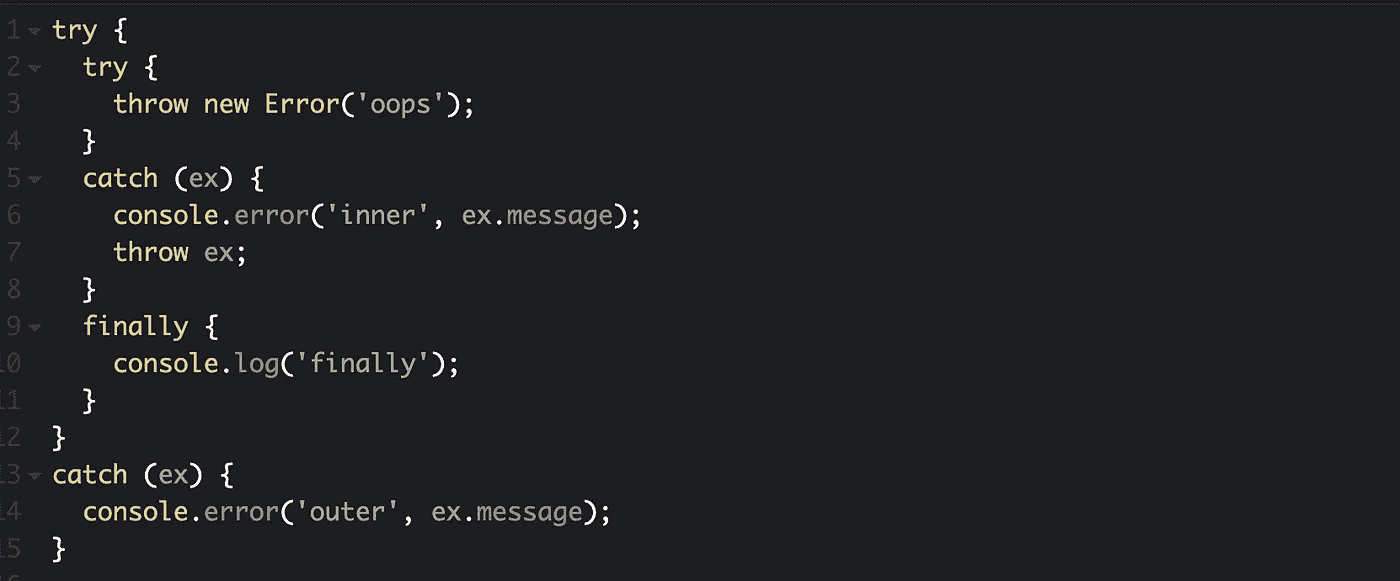 1 try {
2 try {
3 throw new Error('oops');
4 }
5 catch (ex) {
6 console.error('inner', ex.message);
7 throw ex;
8 }
9 finally {
10 console.log('finally');
11 }
12 }
13 catch (ex) {
14 console.error('outer', ex.message);
15 }